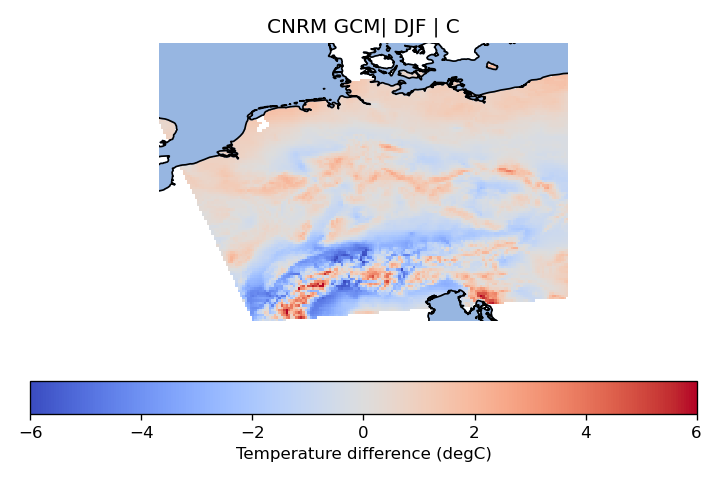 CNRM GCM| DJF | C
−6 −4 −2 0 2 4 6
Temperature difference (degC)